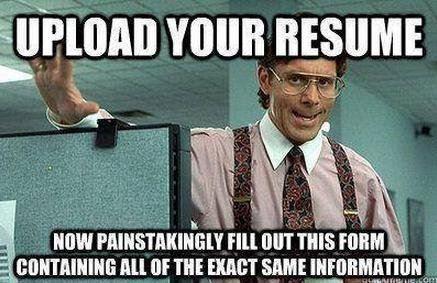 UPLOAD YOUR RESUME
NOW PAINSTAKINGLY FILL OUT THIS FORM
CONTAINING ALL OF THE EXACT SAME INFORMATION